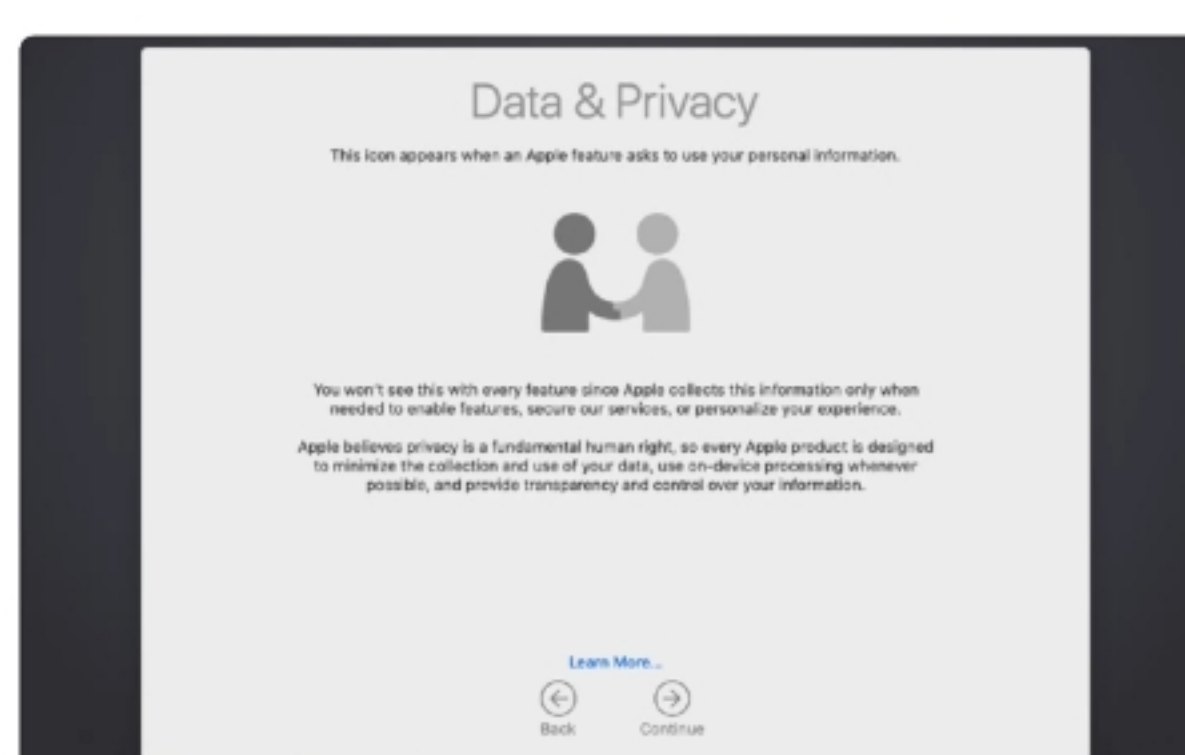 Data & Privacy
This icon appears when an Apple feature asks to use your personal information.
You won't see this with every feature since Apple collects this information only when
needed to enable features, secure our services, or personalize your experience.
Apple believes privacy is a fundamental human right, so every Apple product is designed
to minimize the collection and use of your data, use on-device processing whenever
possible, and provide transparency and control over your information.
Learn More...
Back
Continue